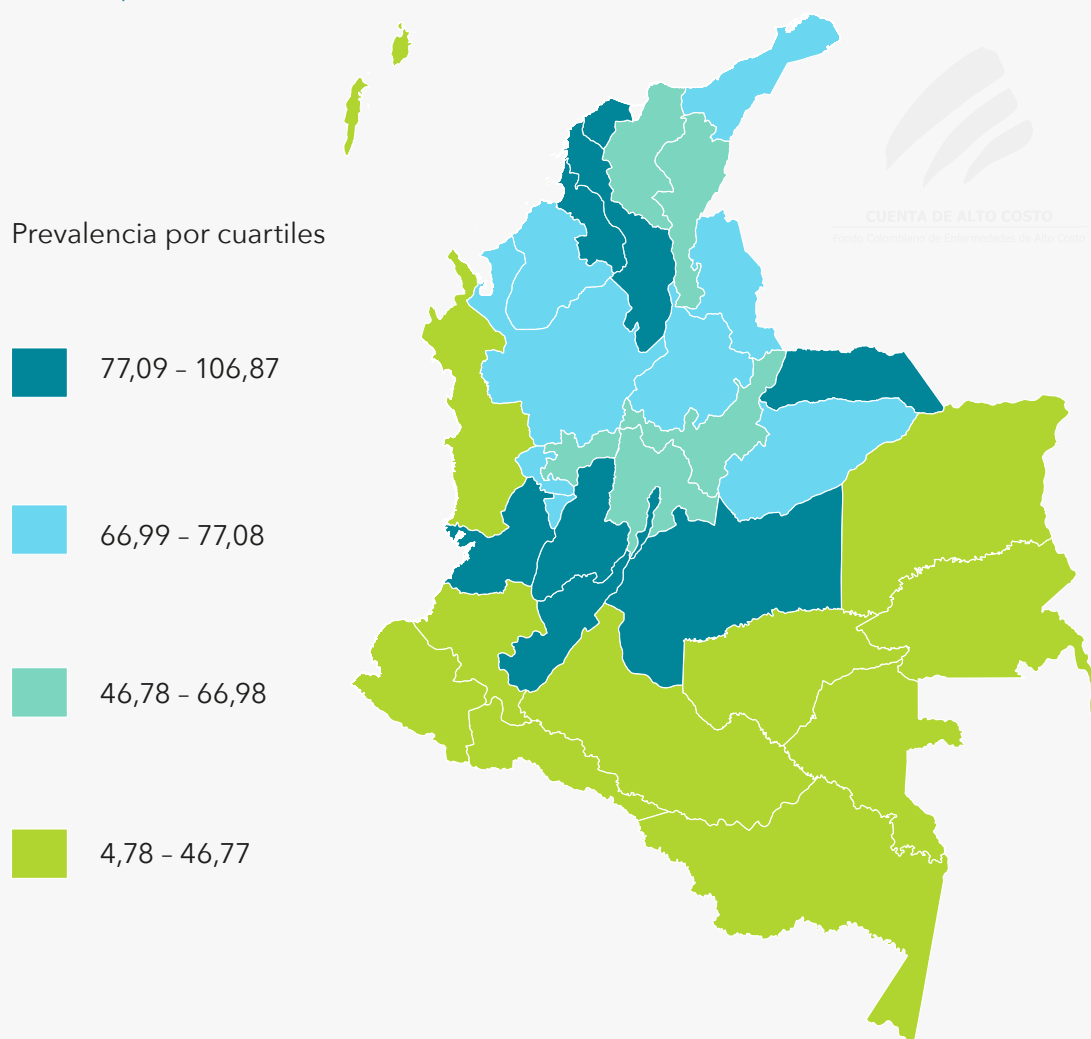 CUENTA DE ALTO COSTO
Fondo Colombiano de Enfermedades de Alto Costo
Prevalencia por cuartiles
77,09 – 106,87
66,99 – 77,08
46,78 – 66,98
4,78 – 46,77